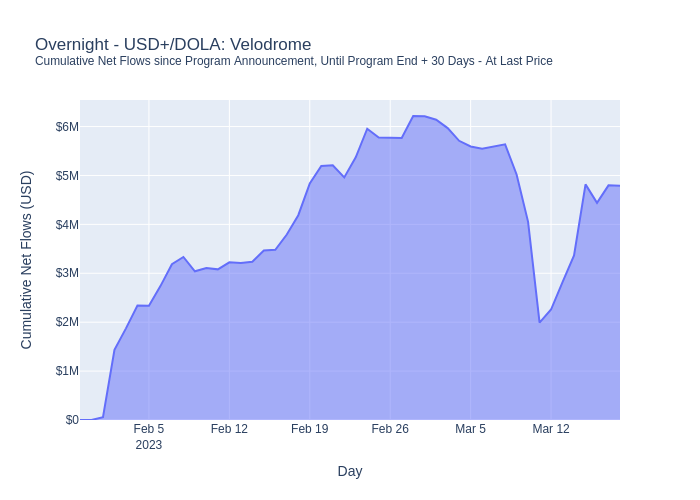 Overnight - USD+/DOLA: Velodrome
Cumulative Net Flows since Program Announcement, Until Program End + 30 Days - At Last Price
Cumulative Net Flows (USD)
$6M
$5M
$4M
$3M
$2M
$1M
$0
Feb 5
2023
Feb 12
Feb 19
Feb 26
Mar 5
Mar 12
Day